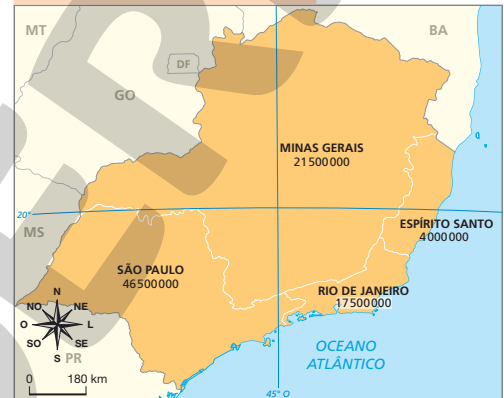 MT
BA
DF
GO
MINAS GERAIS
21 500 000
20°
MS
ESPÍRITO SANTO
4 000 000
SÃO PAULO
46 500 000
RIO DE JANEIRO
17 500 000
N
NO NE
O L
SO SE
S
PR
OCEANO
ATLÂNTICO
0 180 km
45° O